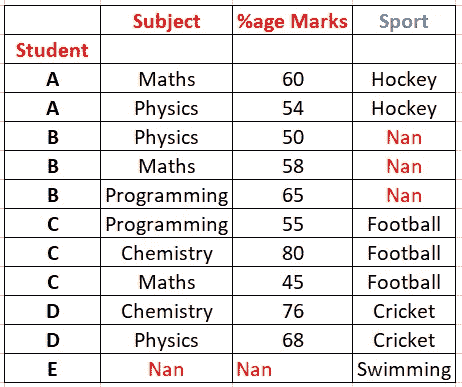 Subject %age Marks Sport
Student
A Maths 60 Hockey
A Physics 54 Hockey
B Physics 50 Nan
B Maths 58 Nan
B Programming 65 Nan
C Programming 55 Football
C Chemistry 80 Football
C Maths 45 Football
D Chemistry 76 Cricket
D Physics 68 Cricket
E Nan Nan Swimming